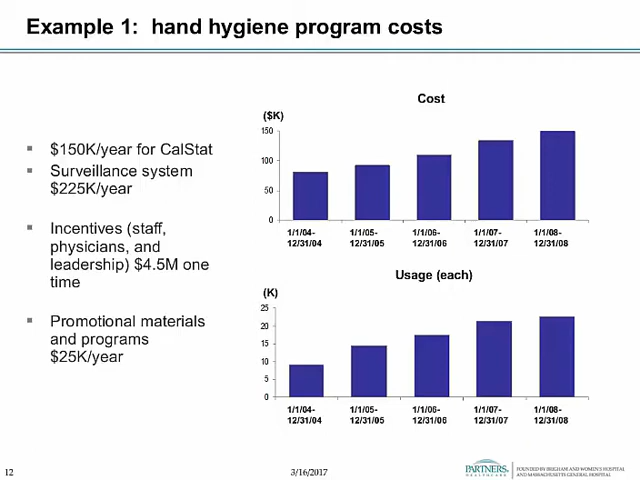 Example 1: hand hygiene program costs
▪ $150K/year for CalStat
▪ Surveillance system
$225K/year
▪ Incentives (staff,
physicians, and
leadership) $4.5M one
time
▪ Promotional materials
and programs
$25K/year
Cost
($K)
150
100
50
0
1/1/04- 1/1/05- 1/1/06- 1/1/07- 1/1/08-
12/31/04 12/31/05 12/31/06 12/31/07 12/31/08
Usage (each)
(K)
25
20
15
10
5
0
1/1/04- 1/1/05- 1/1/06- 1/1/07- 1/1/08-
12/31/04 12/31/05 12/31/06 12/31/07 12/31/08
12
3/16/2017
PARTNERS
HEALTHCARE
FOUNDED BY BRIGHAM AND WOMEN'S HOSPITAL
AND MASSACHUSETTS GENERAL HOSPITAL